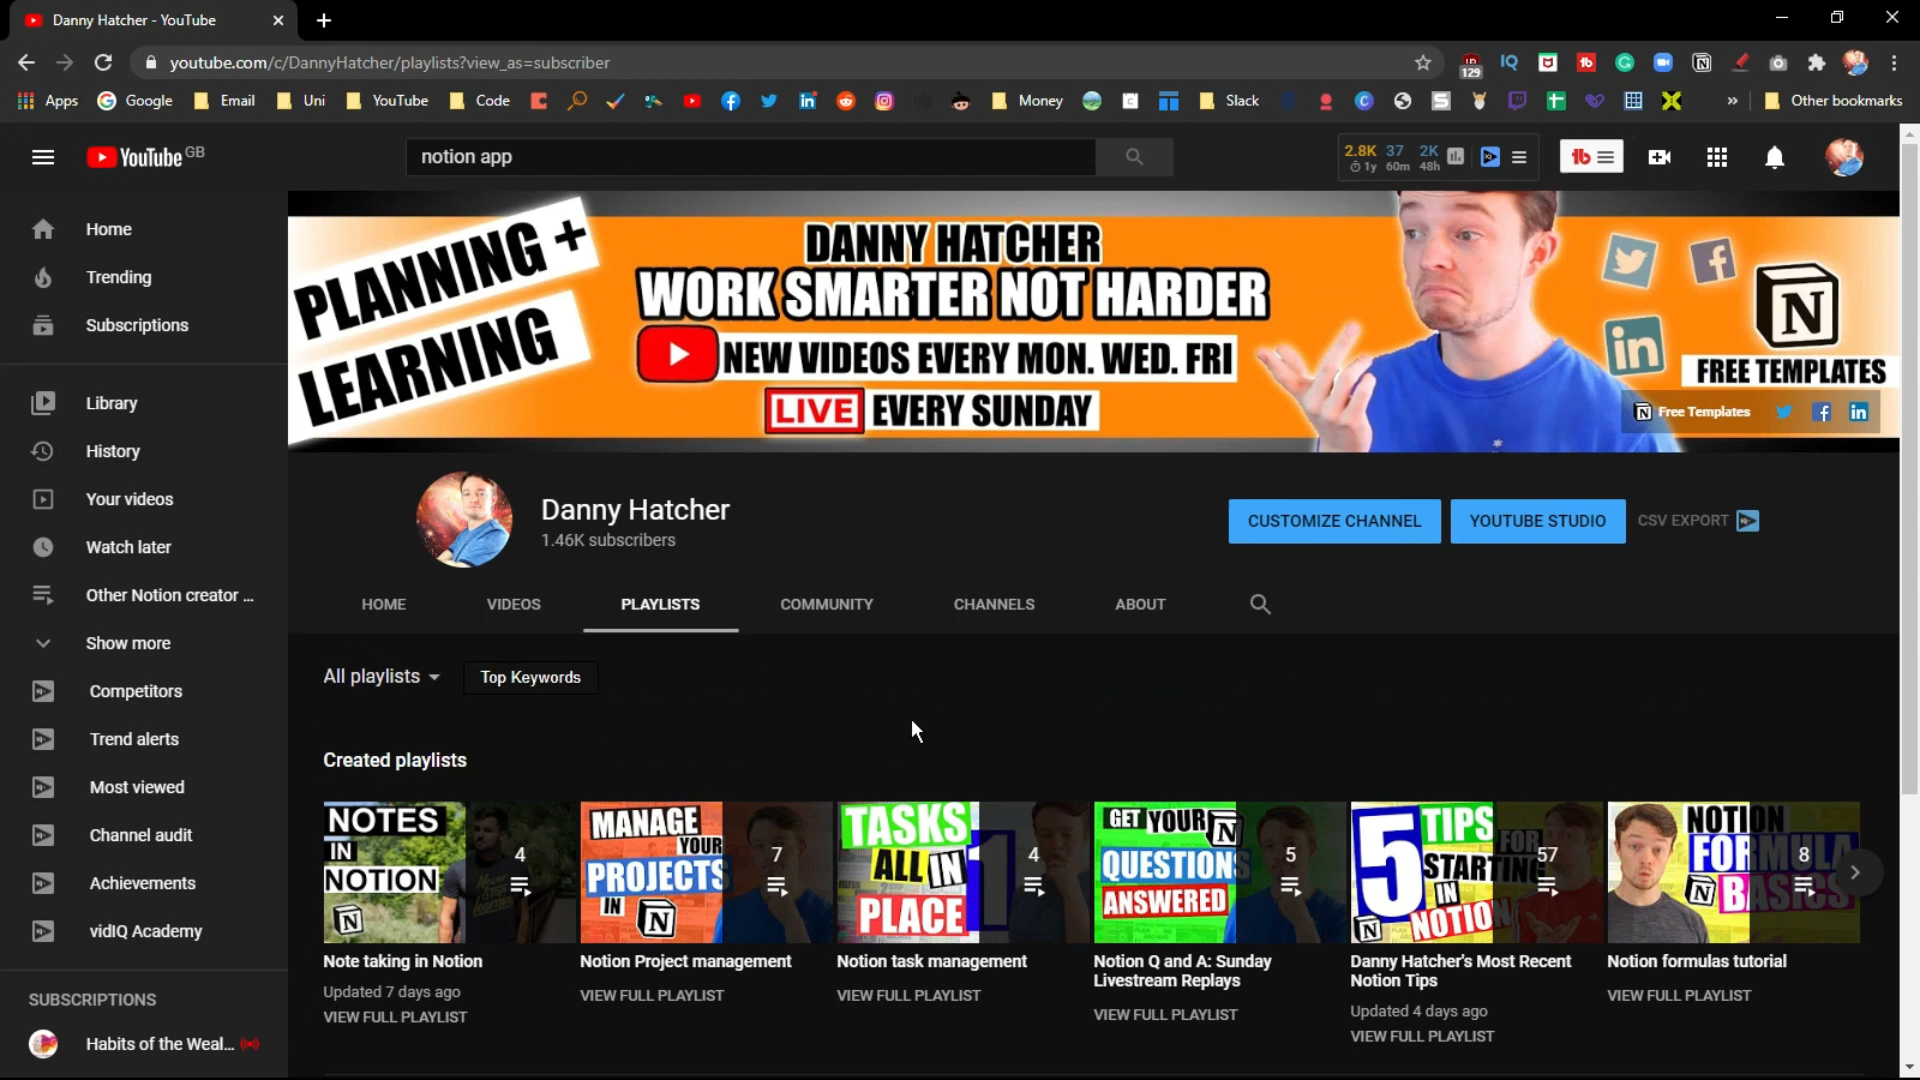 Danny Hatcher - YouTube
youtube.com/c/DannyHatcher/playlists?view_as=subscriber
129
Apps
Google
Email
Uni
YouTube
Code
Money
Slack
Other bookmarks
YouTube GB
notion app
2.8K 37 2K
1y 60m 48h
Home
Trending
Subscriptions
Library
History
Your videos
Watch later
Other Notion creator ...
Show more
Competitors
Trend alerts
Most viewed
Channel audit
Achievements
vidIQ Academy
SUBSCRIPTIONS
Habits of the Weal...
PLANNING +
LEARNING
DANNY HATCHER
WORK SMARTER NOT HARDER
NEW VIDEOS EVERY MON. WED. FRI
LIVE EVERY SUNDAY
FREE TEMPLATES
Free Templates
Danny Hatcher
1.46K subscribers
CUSTOMIZE CHANNEL
YOUTUBE STUDIO
CSV EXPORT
HOME
VIDEOS
PLAYLISTS
COMMUNITY
CHANNELS
ABOUT
All playlists
Top Keywords
Created playlists
NOTES
IN
NOTION
4
Note taking in Notion
Updated 7 days ago
VIEW FULL PLAYLIST
MANAGE
YOUR
PROJECTS
IN
7
Notion Project management
VIEW FULL PLAYLIST
TASKS
ALL IN 1
PLACE
4
Notion task management
VIEW FULL PLAYLIST
GET YOUR
QUESTIONS
ANSWERED
5
Notion Q and A: Sunday
Livestream Replays
VIEW FULL PLAYLIST
5 TIPS FOR
STARTING
IN
NOTION
57
Danny Hatcher's Most Recent
Notion Tips
Updated 4 days ago
VIEW FULL PLAYLIST
NOTION
FORMULA
BASICS
8
Notion formulas tutorial
VIEW FULL PLAYLIST